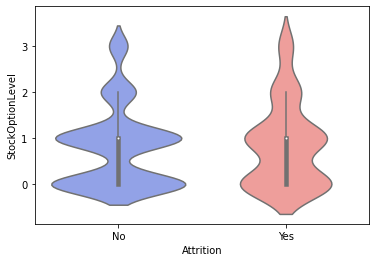 3
2
1
0
StockOptionLevel
No
Yes
Attrition